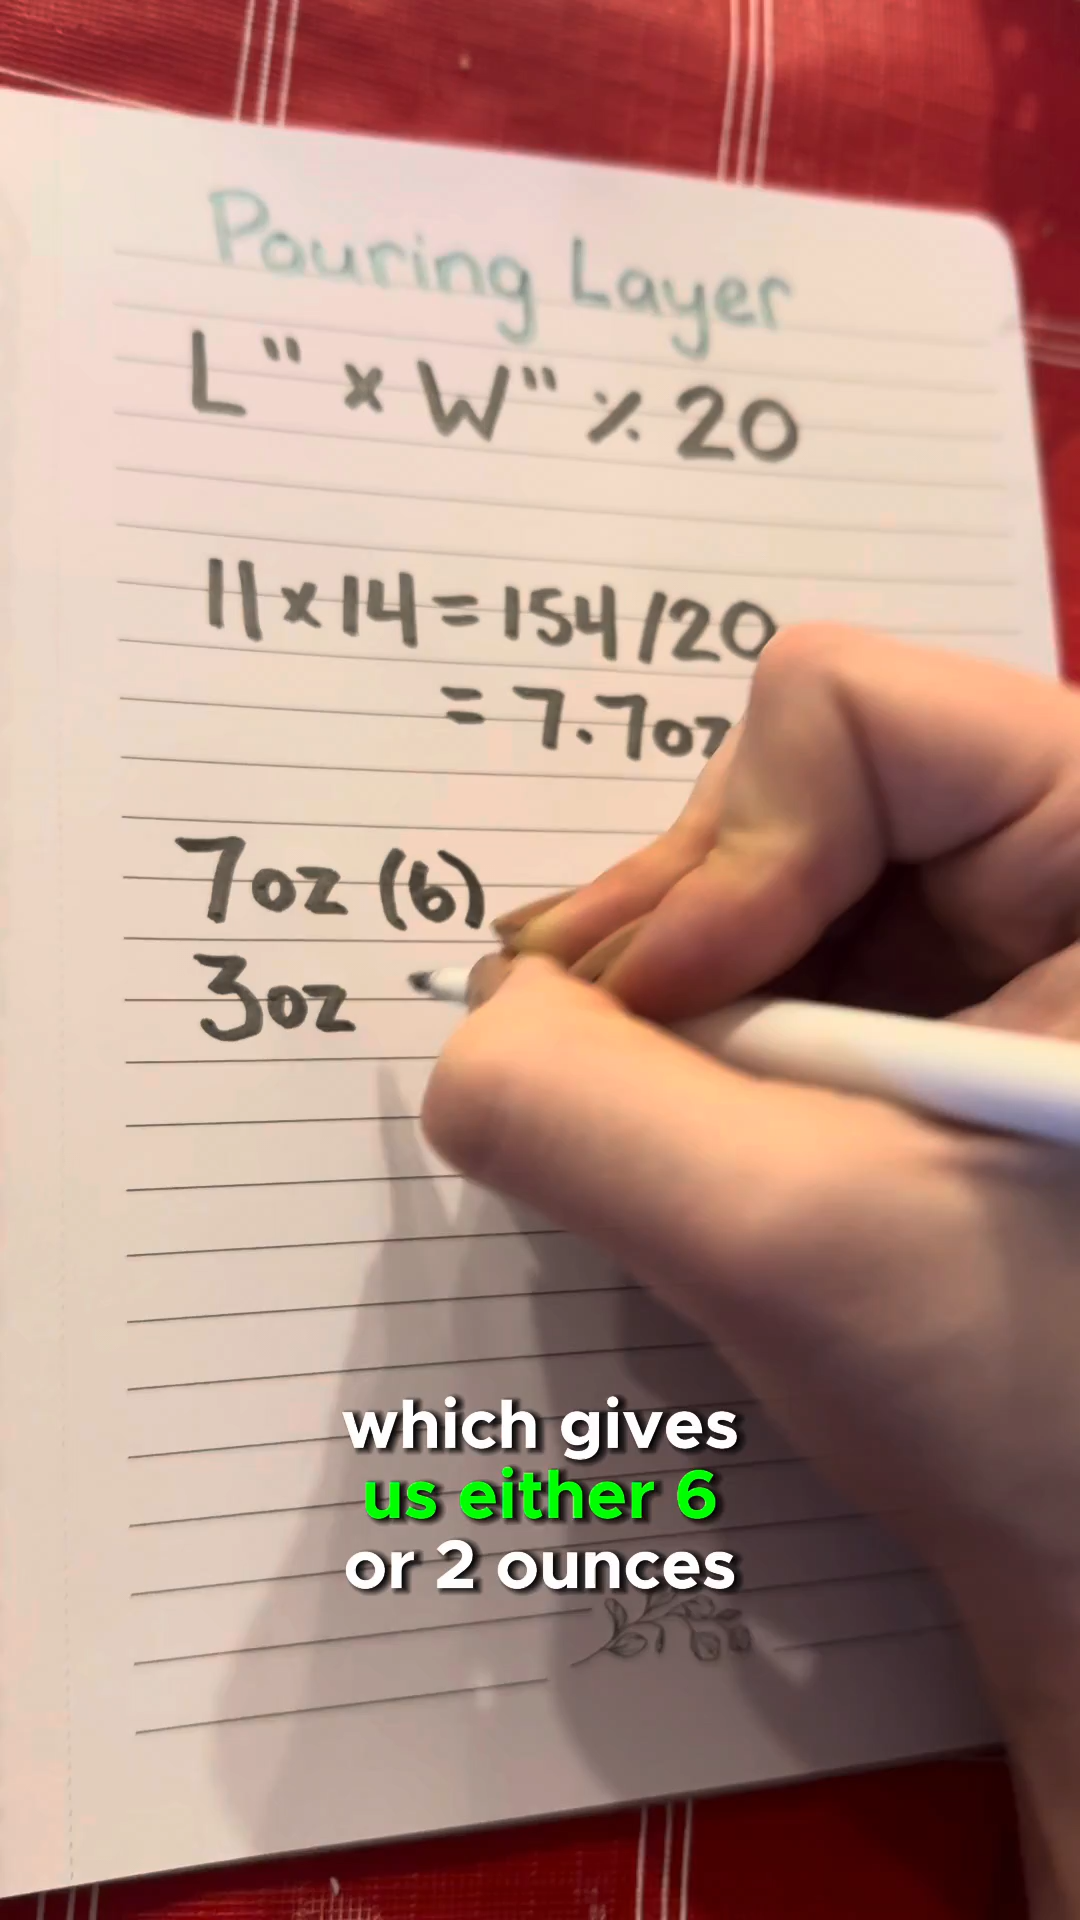 Pouring Layer
L" x W" ⁒ 20
11 x 14 = 154 / 20
= 7.7oz
7oz (6)
3oz
which gives
us either 6
or 2 ounces